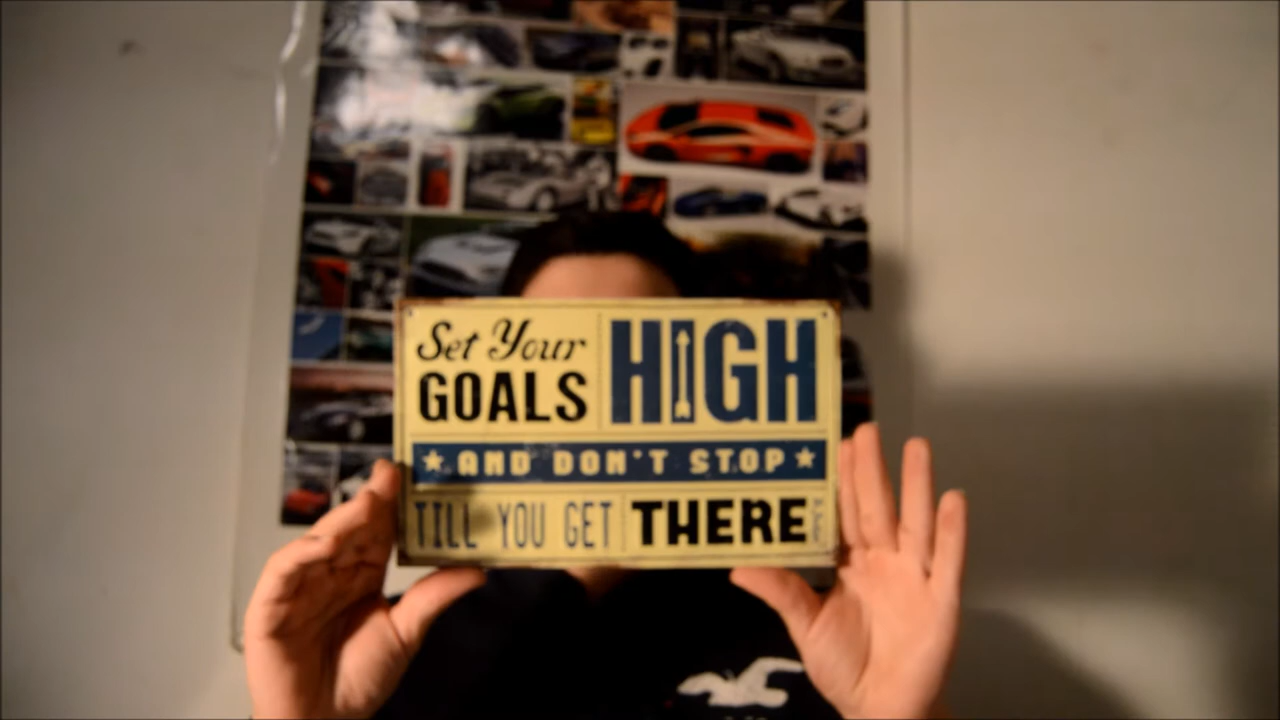 Set Your
GOALS
HIGH
AND DON'T STOP
TILL YOU GET THERE